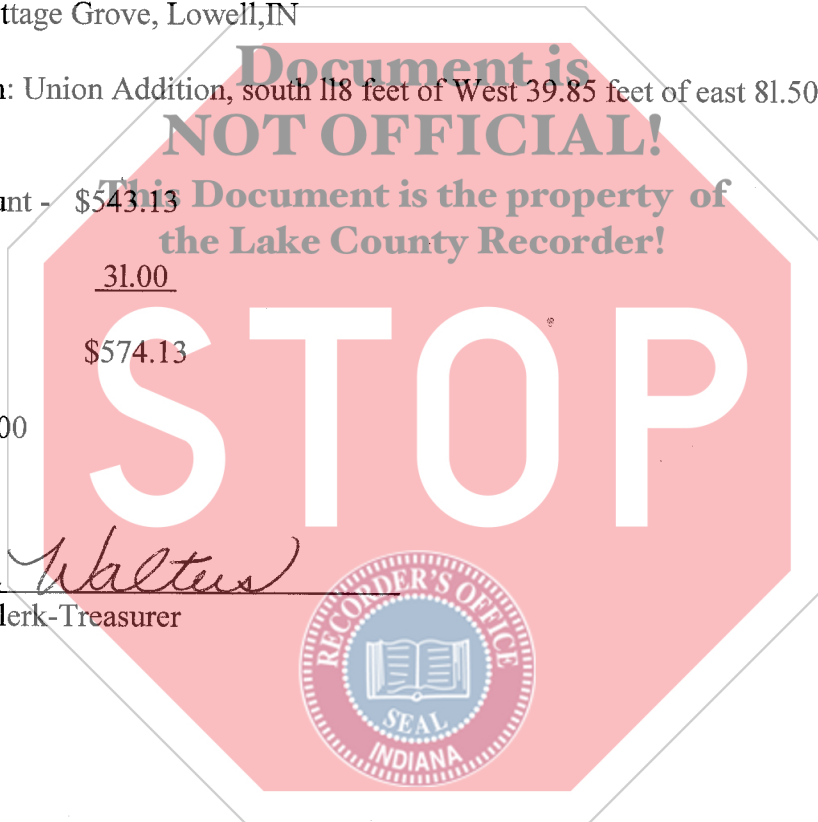 ttage Grove, Lowell,IN
Document is
n: Union Addition, south 118 feet of West 39.85 feet of east 81.50
NOT OFFICIAL!
unt - $543.13
This Document is the property of
the Lake County Recorder!
31.00
STOP
$574.13
00
Walters
lerk-Treasurer
RECORDER'S OFFICE
SEAL
INDIANA